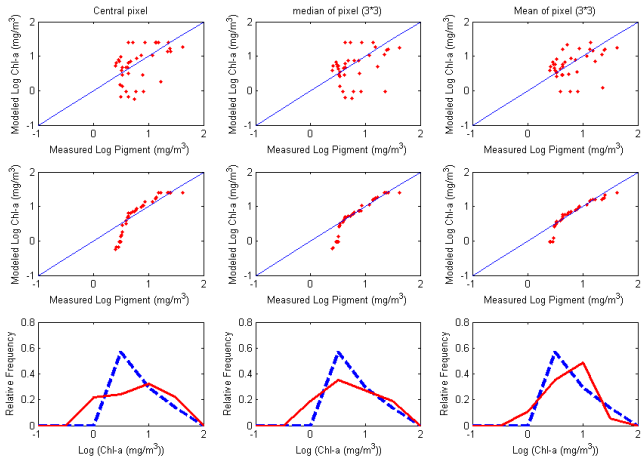 Central pixel
median of pixel (3*3)
Mean of pixel (3*3)
Modeled Log Chl-a (mg/m3)
2
1
0
-1
-1 0 1 2
Measured Log Pigment (mg/m3)
Modeled Log Chl-a (mg/m3)
2
1
0
-1
-1 0 1 2
Measured Log Pigment (mg/m3)
Modeled Log Chl-a (mg/m3)
2
1
0
-1
-1 0 1 2
Measured Log Pigment (mg/m3)
Modeled Log Chl-a (mg/m3)
2
1
0
-1
-1 0 1 2
Measured Log Pigment (mg/m3)
Modeled Log Chl-a (mg/m3)
2
1
0
-1
-1 0 1 2
Measured Log Pigment (mg/m3)
Modeled Log Chl-a (mg/m3)
2
1
0
-1
-1 0 1 2
Measured Log Pigment (mg/m3)
Relative Frequency
0.8
0.6
0.4
0.2
0
-1 0 1 2
Log (Chl-a (mg/m3))
Relative Frequency
0.8
0.6
0.4
0.2
0
-1 0 1 2
Log (Chl-a (mg/m3))
Relative Frequency
0.8
0.6
0.4
0.2
0
-1 0 1 2
Log (Chl-a (mg/m3))